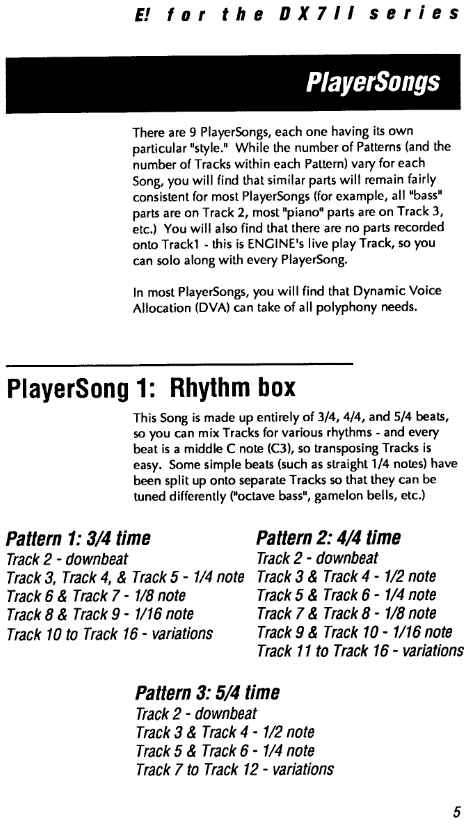 E! for the DX7II series
PlayerSongs
There are 9 PlayerSongs, each one having its own
particular "style." While the number of Patterns (and the
number of Tracks within each Pattern) vary for each
Song, you will find that similar parts will remain fairly
consistent for most PlayerSongs (for example, all "bass"
parts are on Track 2, most "piano" parts are on Track 3,
etc.) You will also find that there are no parts recorded
onto Track1 - this is ENGINE's live play Track, so you
can solo along with every PlayerSong.
In most PlayerSongs, you will find that Dynamic Voice
Allocation (DVA) can take of all polyphony needs.
PlayerSong 1: Rhythm box
This Song is made up entirely of 3/4, 4/4, and 5/4 beats,
so you can mix Tracks for various rhythms - and every
beat is a middle C note (C3), so transposing Tracks is
easy. Some simple beats (such as straight 1/4 notes) have
been split up onto separate Tracks so that they can be
tuned differently ("octave bass", gamelon bells, etc.)
Pattern 1: 3/4 time
Track 2 - downbeat
Track 3, Track 4, & Track 5 - 1/4 note
Track 6 & Track 7 - 1/8 note
Track 8 & Track 9 - 1/16 note
Track 10 to Track 16 - variations
Pattern 2: 4/4 time
Track 2 - downbeat
Track 3 & Track 4 - 1/2 note
Track 5 & Track 6 - 1/4 note
Track 7 & Track 8 - 1/8 note
Track 9 & Track 10 - 1/16 note
Track 11 to Track 16 - variations
Pattern 3: 5/4 time
Track 2 - downbeat
Track 3 & Track 4 - 1/2 note
Track 5 & Track 6 - 1/4 note
Track 7 to Track 12 - variations
5